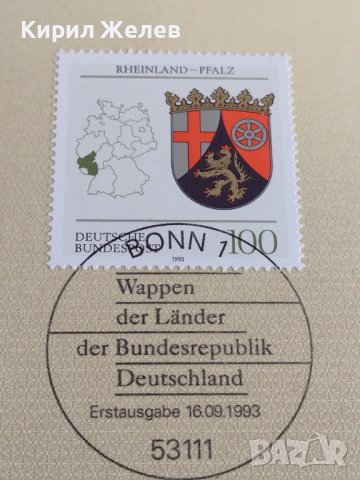 Кирил Желев
RHEINLAND–PFALZ
DEUTSCHE
BUNDESPOST
1993
100
BONN 1
Wappen
der Länder
der Bundesrepublik
Deutschland
Erstausgabe 16.09.1993
53111
BAZAR